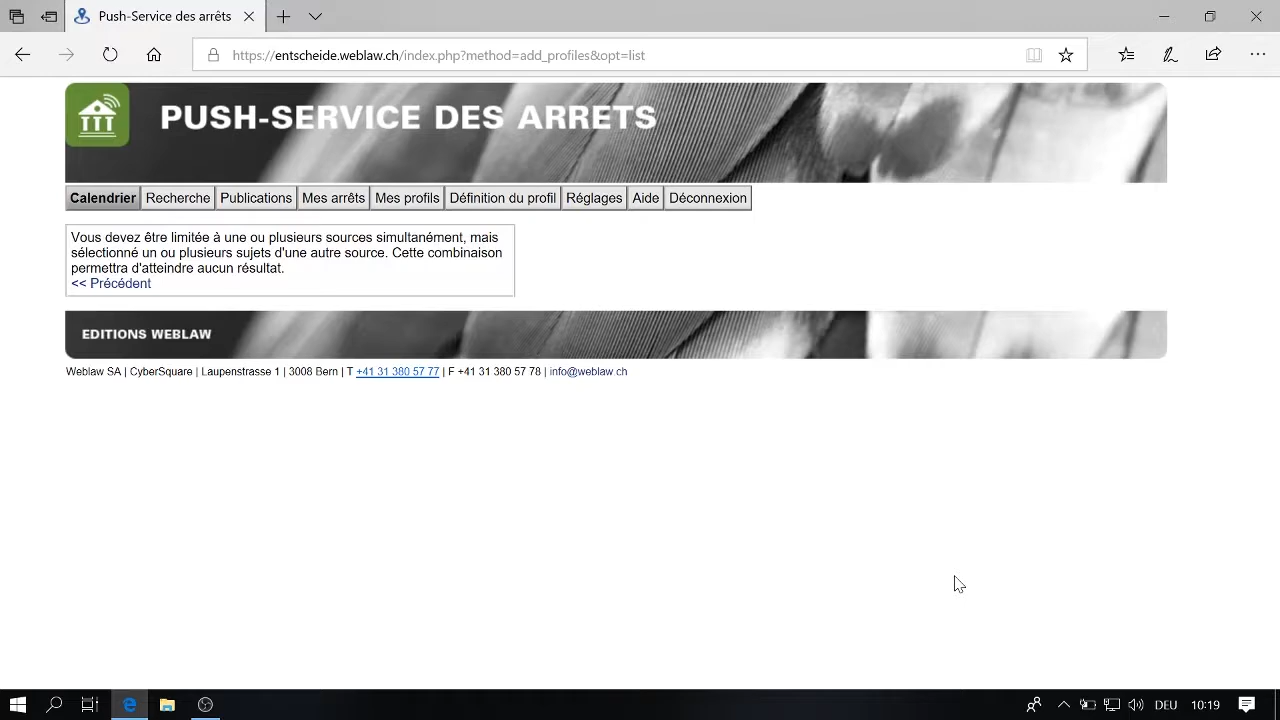 Push-Service des arrêts
https://entscheide.weblaw.ch/index.php?method=add_profiles&opt=list
PUSH-SERVICE DES ARRETS
Calendrier Recherche Publications Mes arrêts Mes profils Définition du profil Réglages Aide Déconnexion
Vous devez être limitée à une ou plusieurs sources simultanément, mais
sélectionné un ou plusieurs sujets d'une autre source. Cette combinaison
permettra d'atteindre aucun résultat.
<< Précédent
EDITIONS WEBLAW
Weblaw SA | CyberSquare | Laupenstrasse 1 | 3008 Bern | T +41 31 380 57 77 | F +41 31 380 57 78 | info@weblaw.ch
DEU 10:19